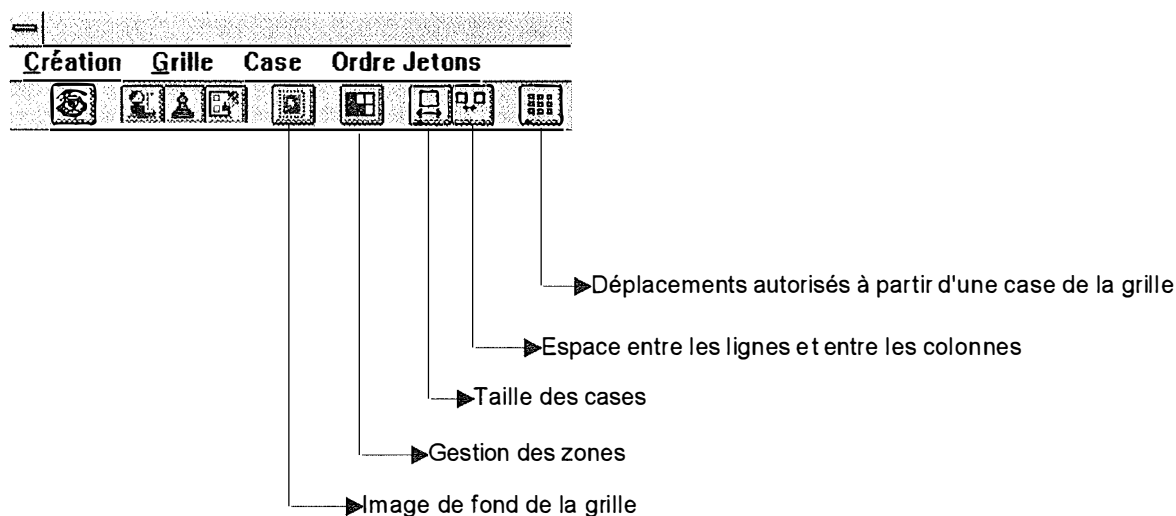 Création Grille Case Ordre Jetons
Déplacements autorisés à partir d'une case de la grille
Espace entre les lignes et entre les colonnes
Taille des cases
Gestion des zones
Image de fond de la grille